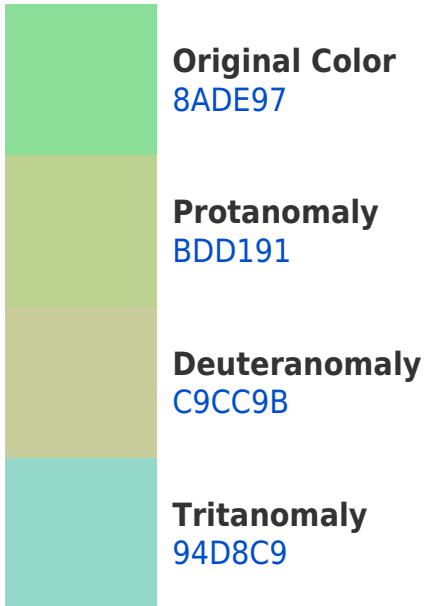 Original Color
8ADE97
Protanomaly
BDD191
Deuteranomaly
C9CC9B
Tritanomaly
94D8C9